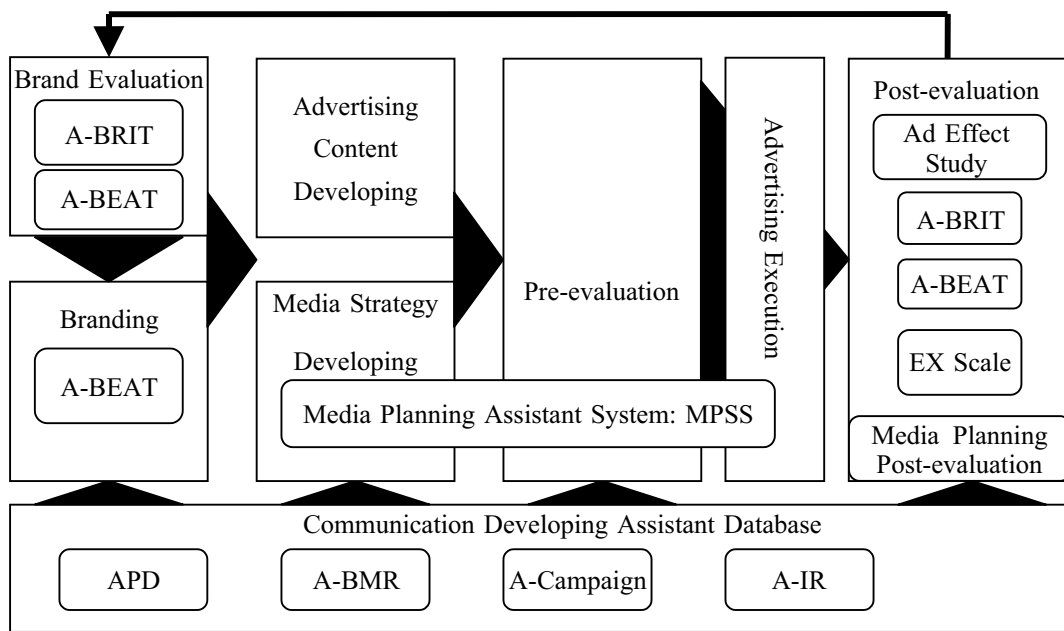 Brand Evaluation
A-BRIT
A-BEAT
Branding
A-BEAT
Advertising
Content
Developing
Media Strategy
Developing
Media Planning Assistant System: MPSS
Pre-evaluation
Advertising Execution
Post-evaluation
Ad Effect
Study
A-BRIT
A-BEAT
EX Scale
Media Planning
Post-evaluation
Communication Developing Assistant Database
APD
A-BMR
A-Campaign
A-IR